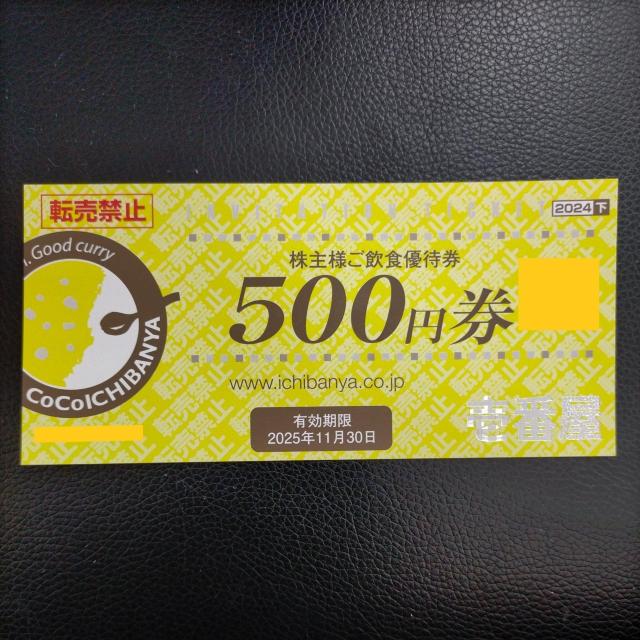 転売禁止
2024下
Good curry
株主様ご飲食優待券
500円券
CoCoICHIBANYA
www.ichibanya.co.jp
有効期限
2025年11月30日
壱番屋